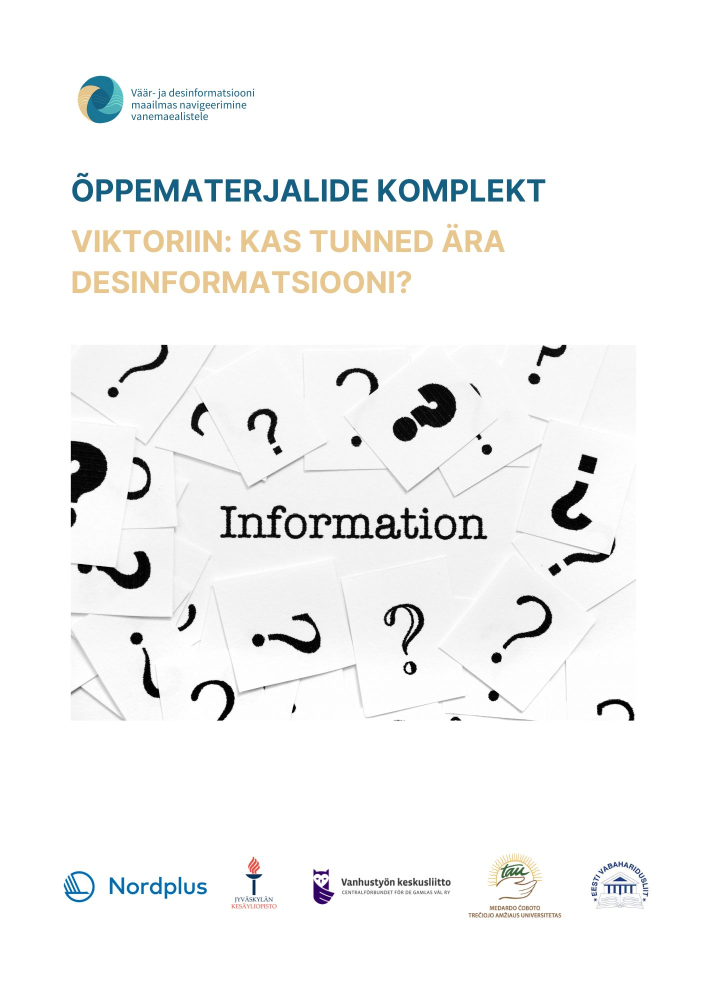 Väär- ja desinformatsiooni
maailmas navigeerimine
vanemaealistele
ÕPPEMATERJALIDE KOMPLEKT
VIKTORIIN: KAS TUNNED ÄRA
DESINFORMATSIOONI?
?
?
?
?
?
?
?
?
?
?
?
?
Information
?
?
?
?
?
?
?
?
?
Nordplus
JYVÄSKYLÄN
KESÄYLIOPISTO
Vanhustyön keskusliitto
CENTRALFÖRBUNDET FÖR DE GAMLAS VÄL RY
tau
MEDARDO ČOBOTO
TREČIOJO AMŽIAUS UNIVERSITETAS
* EESTI VABAHARIDUSLIIT *